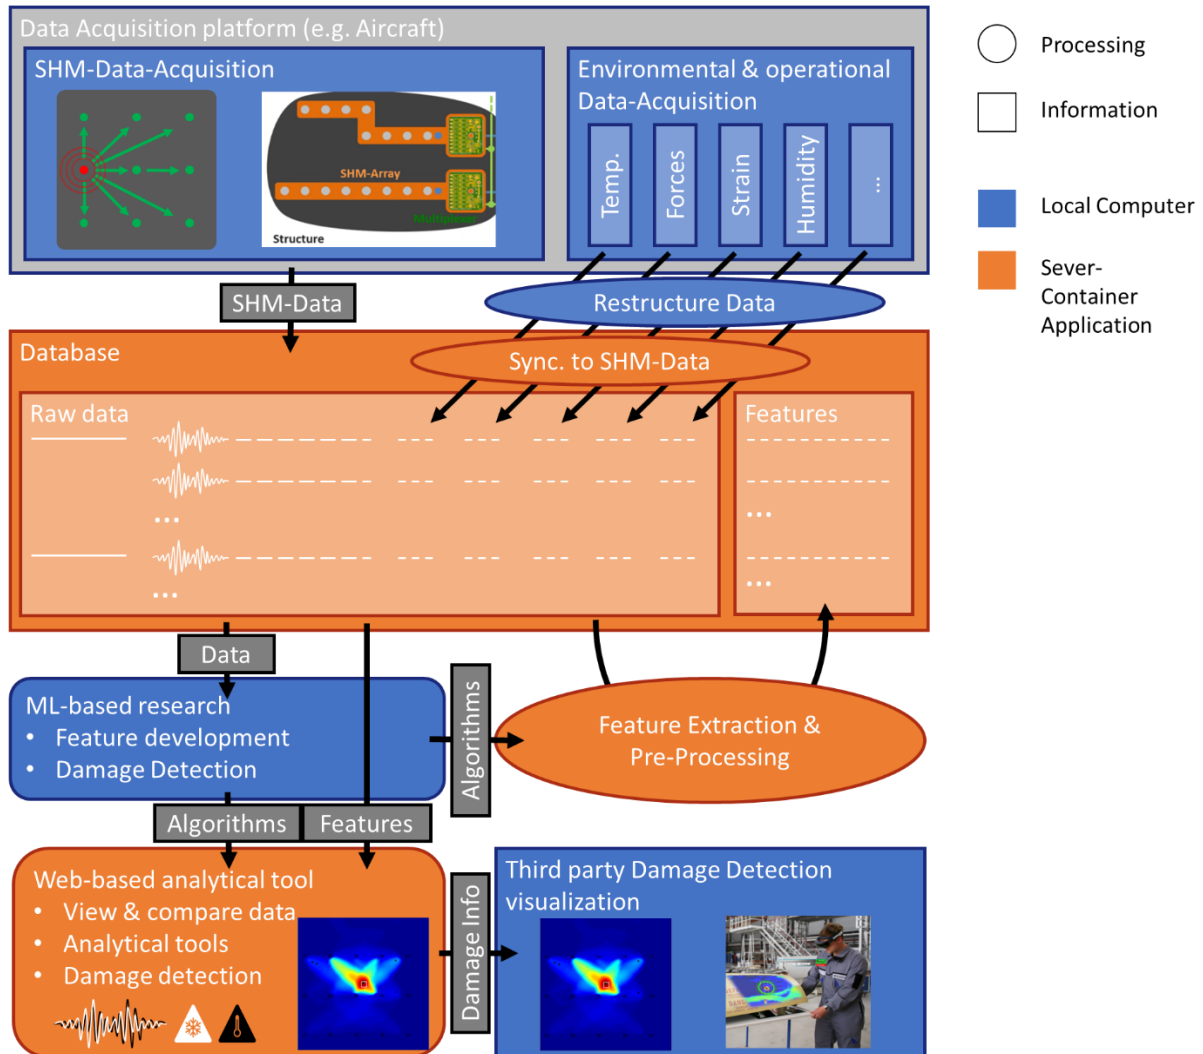 Data Acquisition platform (e.g. Aircraft)
SHM-Data-Acquisition
SHM-Array
Multiplexer
Structure
Environmental & operational
Data-Acquisition
Temp.
Forces
Strain
Humidity
...
Processing
Information
Local Computer
Sever-
Container
Application
SHM-Data
Restructure Data
Database
Sync. to SHM-Data
Raw data
Features
...
...
...
...
Data
ML-based research
• Feature development
• Damage Detection
Algorithms
Feature Extraction &
Pre-Processing
Algorithms
Features
Web-based analytical tool
• View & compare data
• Analytical tools
• Damage detection
Damage Info
Third party Damage Detection
visualization